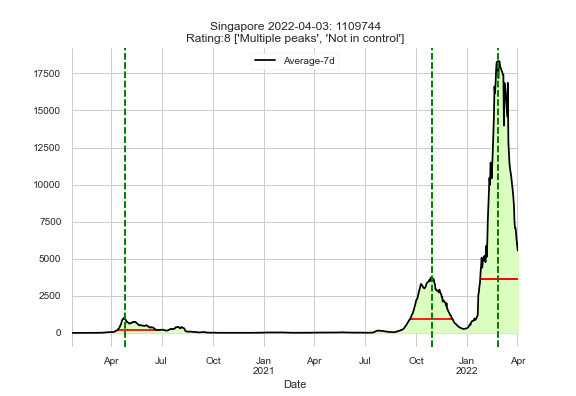 Singapore 2022-04-03: 1109744
Rating:8 ['Multiple peaks', 'Not in control']
Average-7d
17500
15000
12500
10000
7500
5000
2500
0
Apr Jul Oct Jan Apr Jul Oct Jan Apr
2021 2022
Date